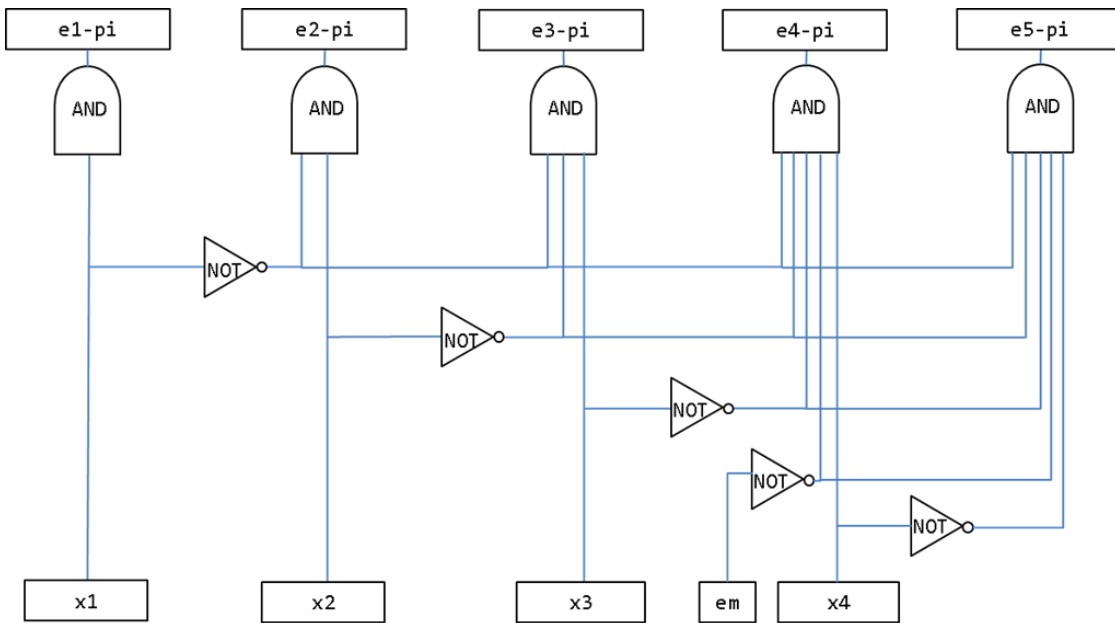 e1-pi
e2-pi
e3-pi
e4-pi
e5-pi
AND
AND
AND
AND
AND
NOT
NOT
NOT
NOT
NOT
x1
x2
x3
em
x4